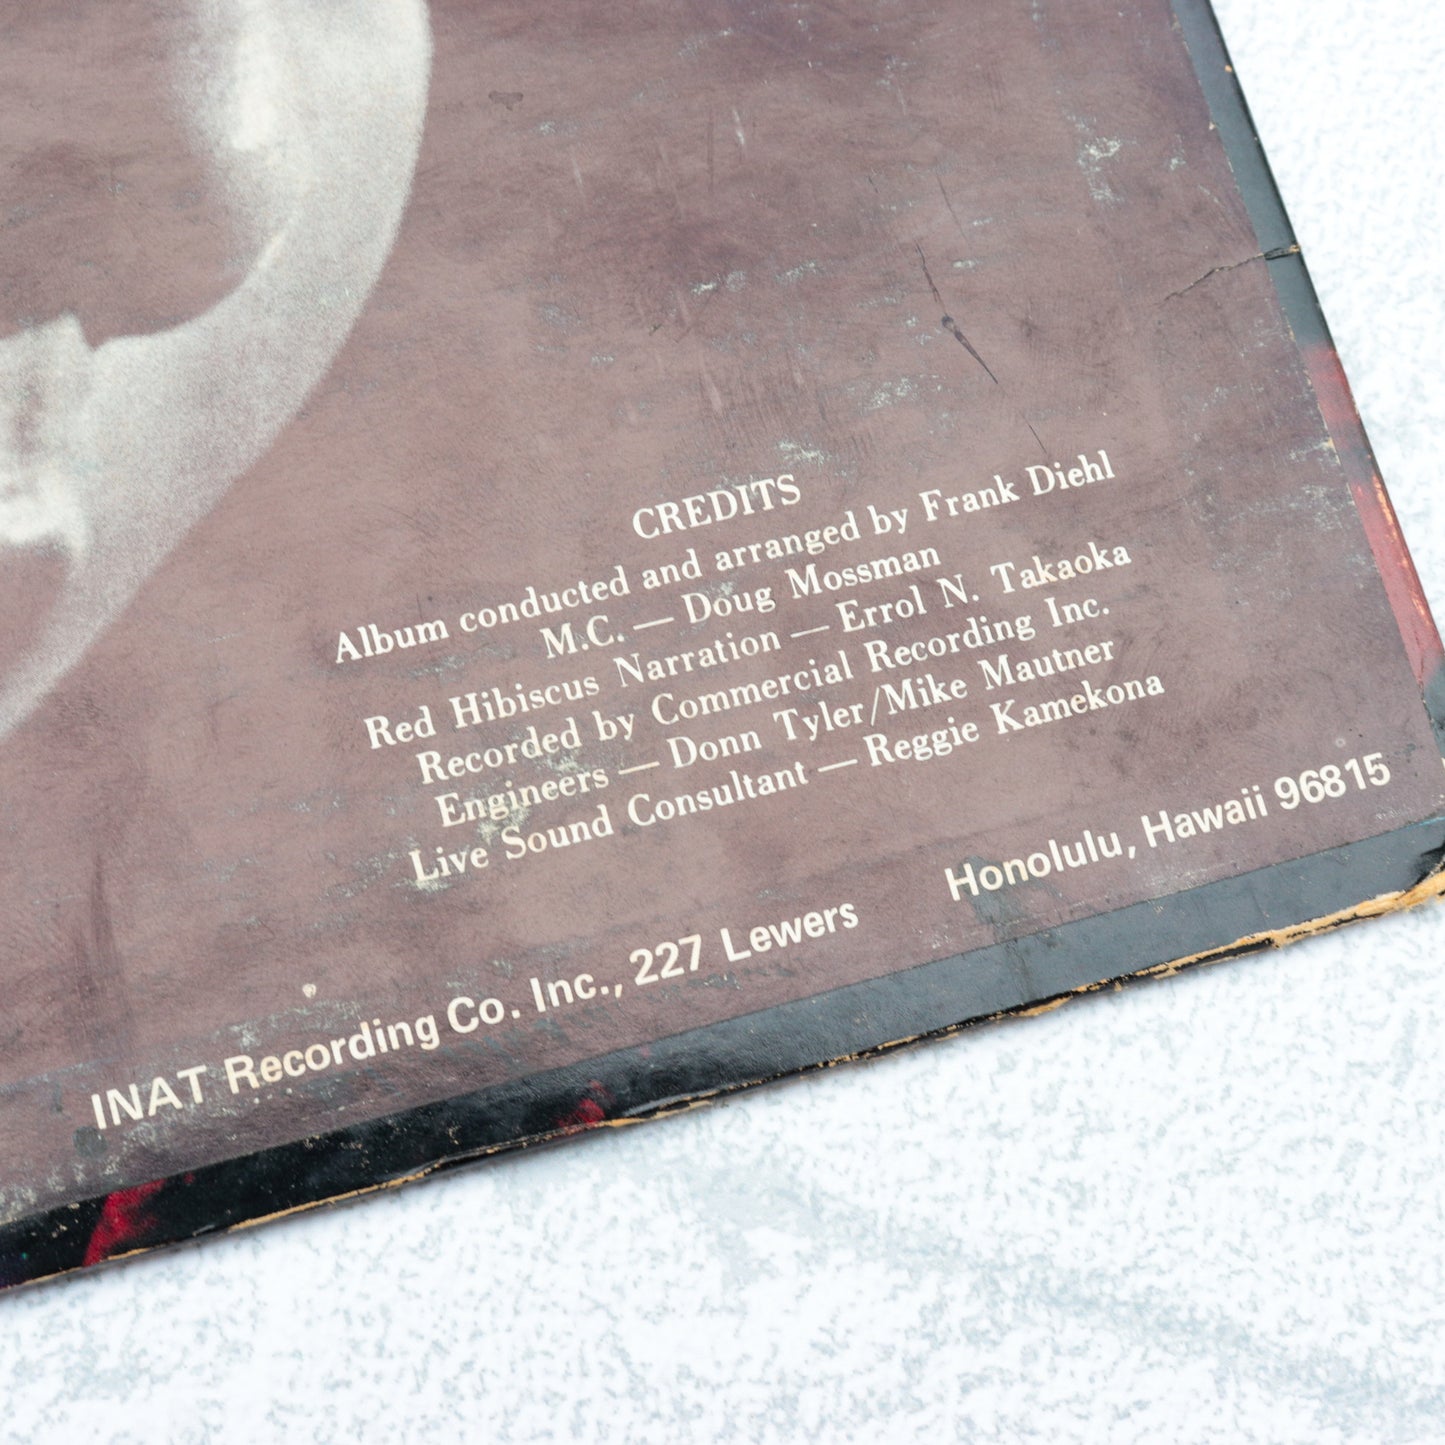 CREDITS
Album conducted and arranged by Frank Diehl
M.C. — Doug Mossman
Red Hibiscus Narration — Errol N. Takaoka
Recorded by Commercial Recording Inc.
Engineers — Donn Tyler/Mike Mautner
Live Sound Consultant — Reggie Kamekona
INAT Recording Co. Inc., 227 Lewers Honolulu, Hawaii 96815